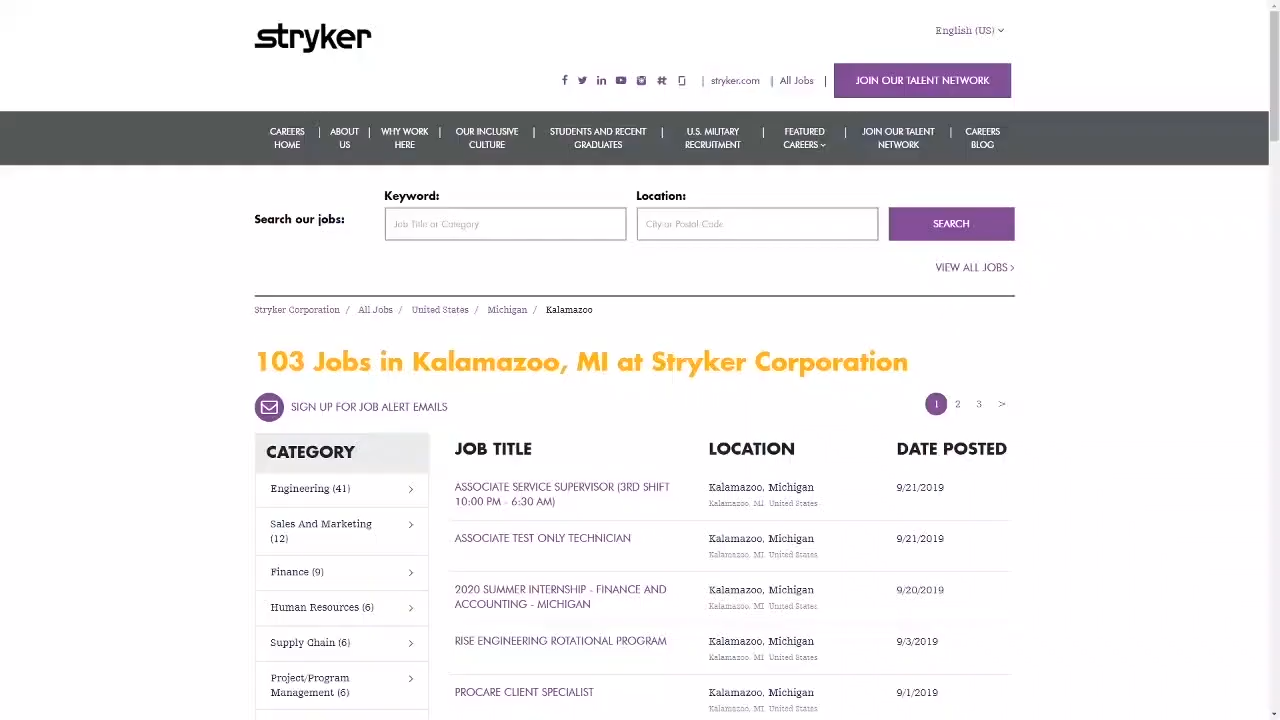 stryker
English (US)
stryker.com | All Jobs | JOIN OUR TALENT NETWORK
CAREERS HOME | ABOUT US | WHY WORK HERE | OUR INCLUSIVE CULTURE | STUDENTS AND RECENT GRADUATES | U.S. MILITARY RECRUITMENT | FEATURED CAREERS | JOIN OUR TALENT NETWORK | CAREERS BLOG
Search our jobs:
Keyword:
Job Title or Category
Location:
City or Postal Code
SEARCH
VIEW ALL JOBS >
Stryker Corporation / All Jobs / United States / Michigan / Kalamazoo
103 Jobs in Kalamazoo, MI at Stryker Corporation
SIGN UP FOR JOB ALERT EMAILS
1 2 3 >
CATEGORY
Engineering (41)
Sales And Marketing
(12)
Finance (9)
Human Resources (6)
Supply Chain (6)
Project/Program
Management (6)
JOB TITLE LOCATION DATE POSTED
ASSOCIATE SERVICE SUPERVISOR (3RD SHIFT
10:00 PM - 6:30 AM)
Kalamazoo, Michigan
Kalamazoo, MI United States
9/21/2019
ASSOCIATE TEST ONLY TECHNICIAN
Kalamazoo, Michigan
Kalamazoo, MI United States
9/21/2019
2020 SUMMER INTERNSHIP - FINANCE AND
ACCOUNTING - MICHIGAN
Kalamazoo, Michigan
Kalamazoo, MI United States
9/20/2019
RISE ENGINEERING ROTATIONAL PROGRAM
Kalamazoo, Michigan
Kalamazoo, MI United States
9/3/2019
PROCARE CLIENT SPECIALIST
Kalamazoo, Michigan
Kalamazoo, MI United States
9/1/2019